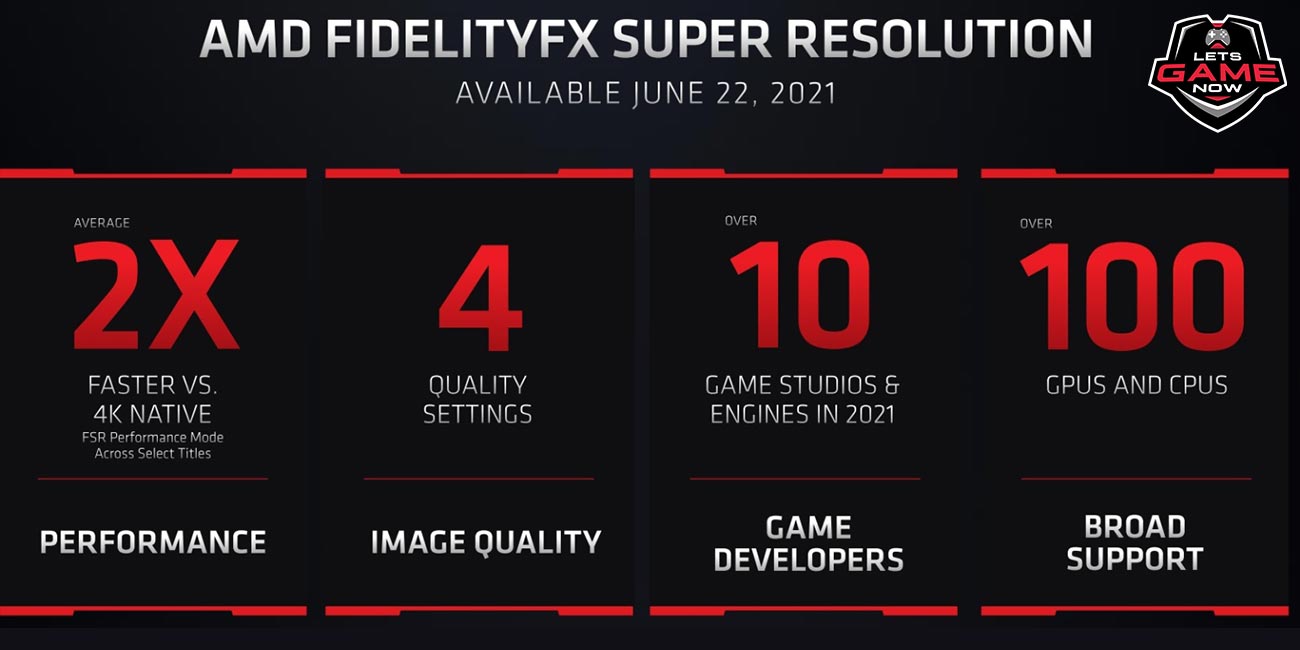 AMD FIDELITYFX SUPER RESOLUTION
AVAILABLE JUNE 22, 2021
LETS
GAME
NOW
AVERAGE
2X
FASTER VS.
4K NATIVE
FSR Performance Mode
Across Select Titles
PERFORMANCE
4
QUALITY
SETTINGS
IMAGE QUALITY
OVER
10
GAME STUDIOS &
ENGINES IN 2021
GAME
DEVELOPERS
OVER
100
GPUS AND CPUS
BROAD
SUPPORT